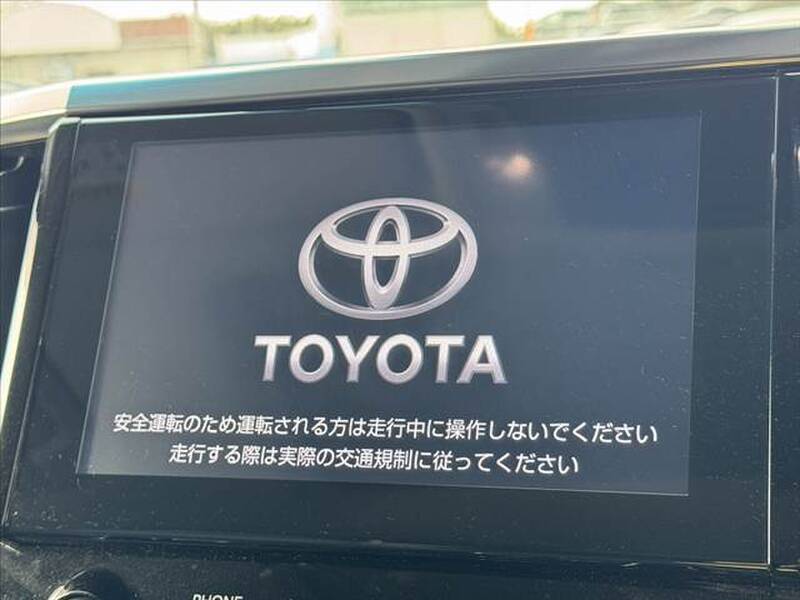 TOYOTA
安全運転のため運転される方は走行中に操作しないでください
走行する際は実際の交通規制に従ってください
PHONE